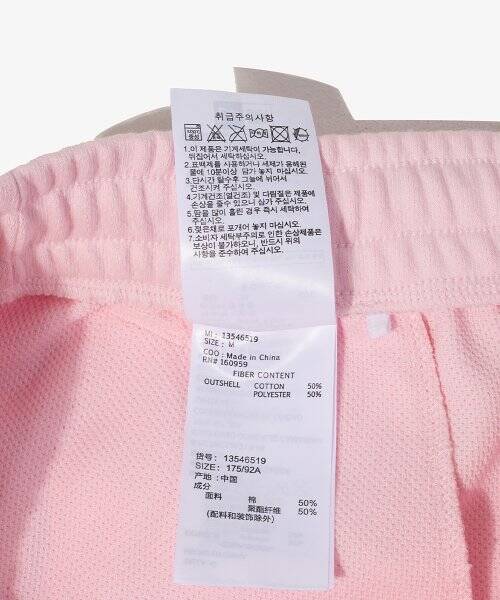 취급주의사항
1.이 제품은 기계세탁이 가능합니다.
뒤집어서 세탁하십시오.
2.표백제를 사용하거나 세제가 용해된
물에 10분이상 담가 놓지 마십시오.
3.단시간 탈수후 그늘에 뉘어서
건조시켜 주십시오.
4.기계건조(열건조) 및 다림질은 제품에
손상을 줄수 있으니 삼가 주십시오.
5.땀을 많이 흘린 경우 즉시 세탁하여
주십시오.
6.젖은채로 포개어 놓지 마십시오.
7.소비자 세탁부주의로 인한 손상제품은
보상이 불가하오니, 반드시 위의
사항을 준수하여 주십시오.
MI: 13546519
SIZE: M
COO: Made in China
RN# 160959
FIBER CONTENT
OUTSHELL COTTON 50%
POLYESTER 50%
货号: 13546519
SIZE: 175/92A
产地: 中国
成分
面料 棉 50%
聚酯纤维 50%
(配料和装饰除外)